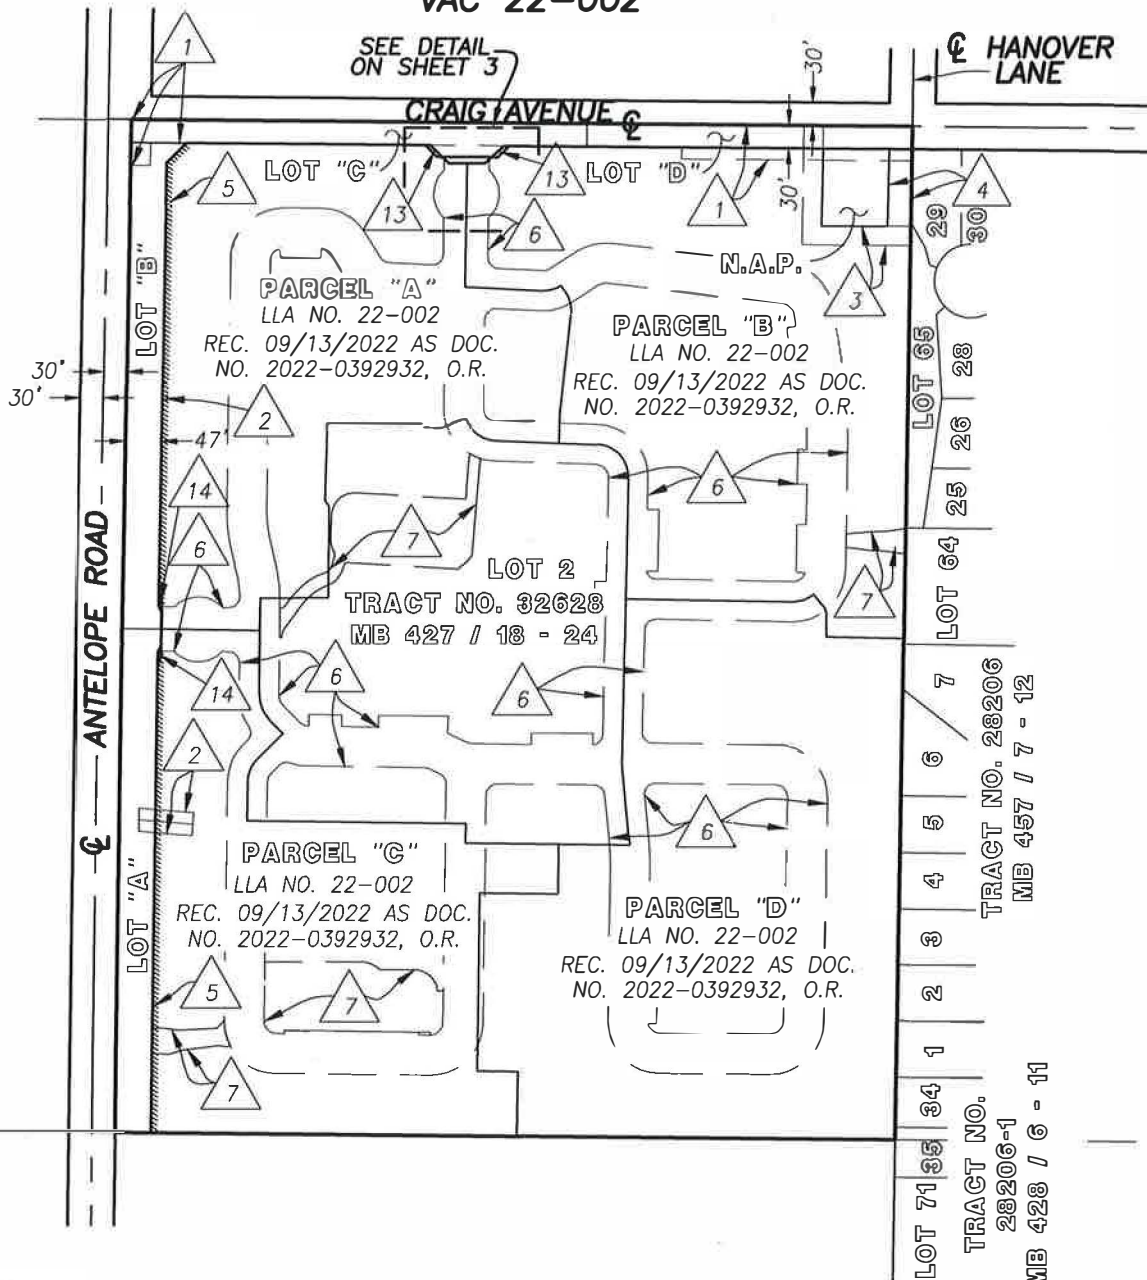 VAC 22-002
1
SEE DETAIL
ON SHEET 3
30'
℄ HANOVER
LANE
CRAIG AVENUE ℄
5
LOT "C"
13
13
LOT "D"
6
1
30'
4
29
30
N.A.P.
3
LOT "B"
PARCEL "A"
LLA NO. 22-002
REC. 09/13/2022 AS DOC.
NO. 2022-0392932, O.R.
PARCEL "B"
LLA NO. 22-002
REC. 09/13/2022 AS DOC.
NO. 2022-0392932, O.R.
LOT 65
28
26
25
30'
30'
2
47'
14
6
7
6
LOT 2
TRACT NO. 32628
MB 427 / 18 - 24
7
LOT 64
℄ ANTELOPE ROAD
14
6
6
2
7
6
5
4
3
2
1
34
35
LOT 71
TRACT NO. 28206
MB 457 / 7 - 12
6
LOT "A"
PARCEL "C"
LLA NO. 22-002
REC. 09/13/2022 AS DOC.
NO. 2022-0392932, O.R.
PARCEL "D"
LLA NO. 22-002
REC. 09/13/2022 AS DOC.
NO. 2022-0392932, O.R.
5
7
7
TRACT NO.
28206-1
MB 428 / 6 - 11